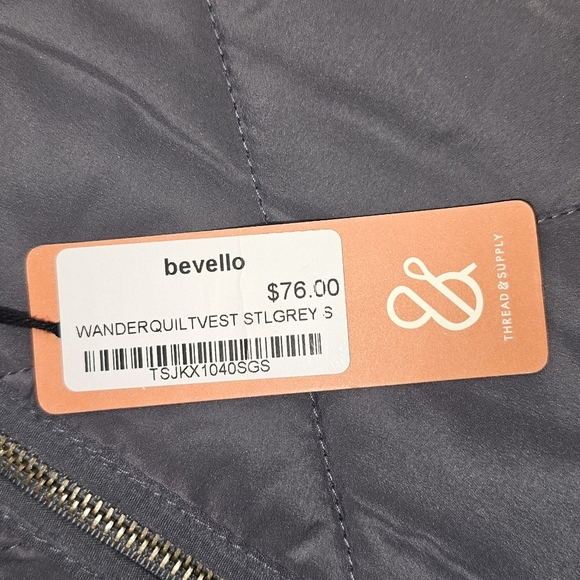 bevello
$76.00
WANDERQUILTVEST STLGREY S
TSJKX1040SGS
&
THREAD & SUPPLY